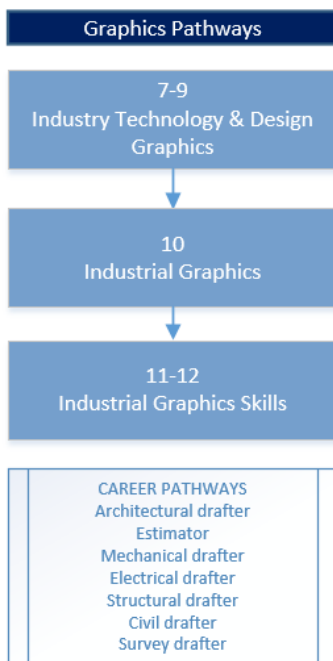 Graphics Pathways
7-9
Industry Technology & Design
Graphics
10
Industrial Graphics
11-12
Industrial Graphics Skills
CAREER PATHWAYS
Architectural drafter
Estimator
Mechanical drafter
Electrical drafter
Structural drafter
Civil drafter
Survey drafter